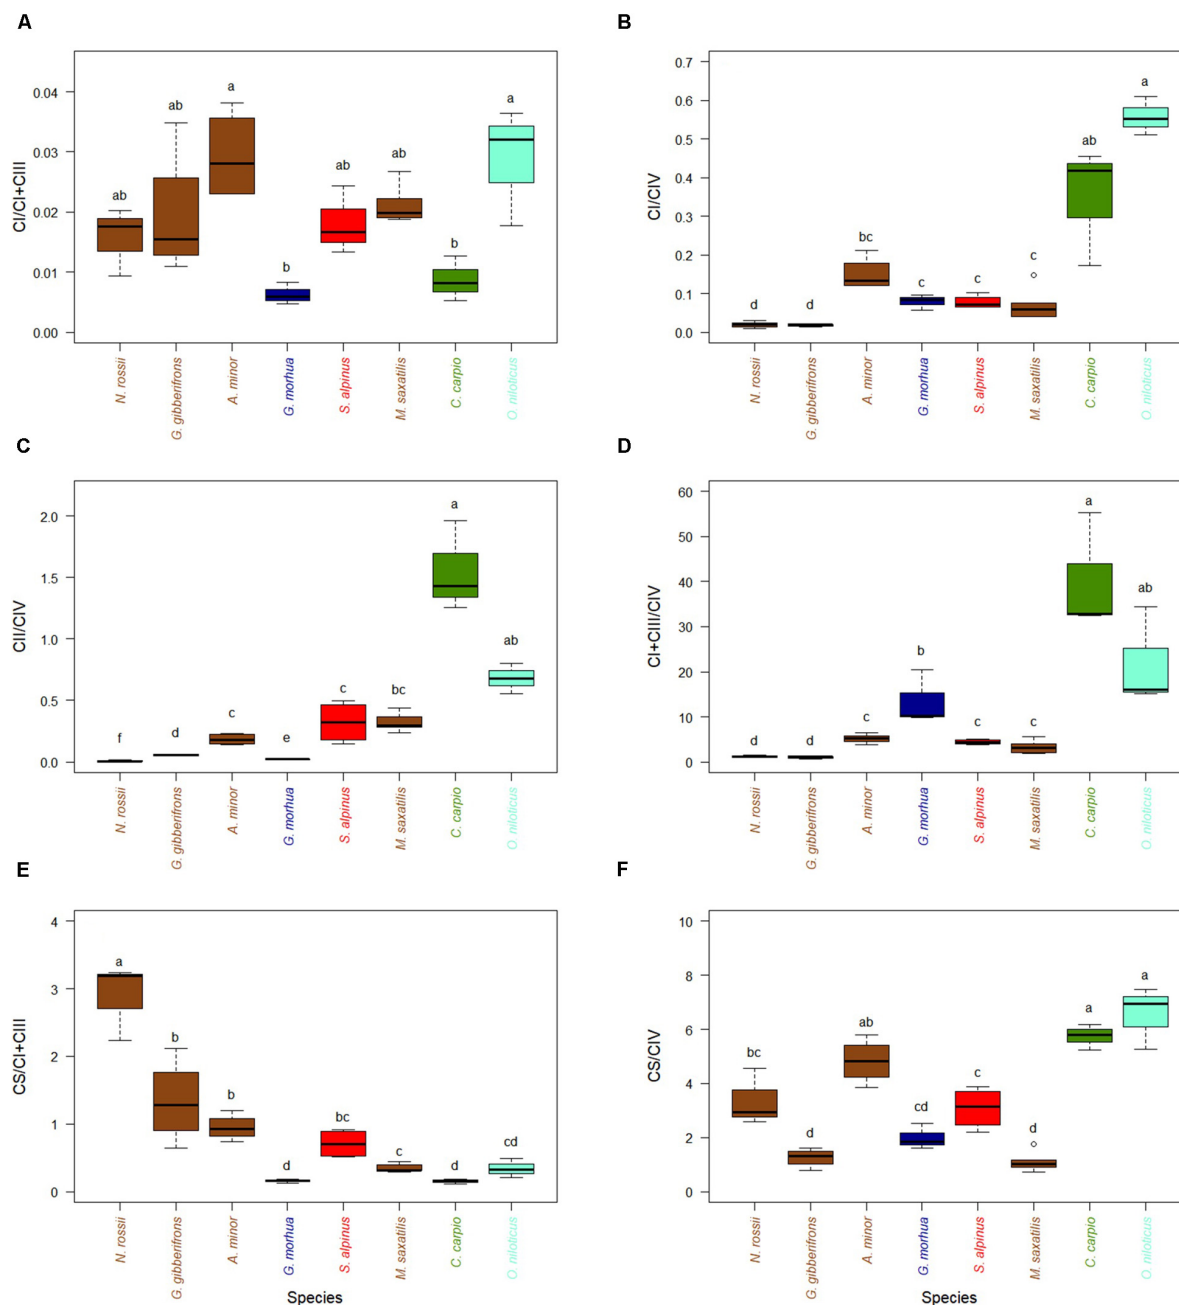 A
CI/CI+CIII
0.04
0.03
0.02
0.01
0.00
ab
ab
a
b
ab
ab
b
a
N. rossii
G. gibberifrons
A. minor
G. morhua
S. alpinus
M. saxatilis
C. carpio
O. niloticus
B
CI/CIV
0.7
0.6
0.5
0.4
0.3
0.2
0.1
0.0
d
d
bc
c
c
c
ab
a
N. rossii
G. gibberifrons
A. minor
G. morhua
S. alpinus
M. saxatilis
C. carpio
O. niloticus
C
CII/CIV
2.0
1.5
1.0
0.5
0.0
f
d
c
e
c
bc
a
ab
N. rossii
G. gibberifrons
A. minor
G. morhua
S. alpinus
M. saxatilis
C. carpio
O. niloticus
D
CI+CIII/CIV
60
50
40
30
20
10
0
d
d
c
b
c
c
a
ab
N. rossii
G. gibberifrons
A. minor
G. morhua
S. alpinus
M. saxatilis
C. carpio
O. niloticus
E
CS/CI+CIII
4
3
2
1
0
a
b
b
d
bc
c
d
cd
N. rossii
G. gibberifrons
A. minor
G. morhua
S. alpinus
M. saxatilis
C. carpio
O. niloticus
Species
F
CS/CIV
10
8
6
4
2
0
bc
d
ab
cd
c
d
a
a
N. rossii
G. gibberifrons
A. minor
G. morhua
S. alpinus
M. saxatilis
C. carpio
O. niloticus
Species